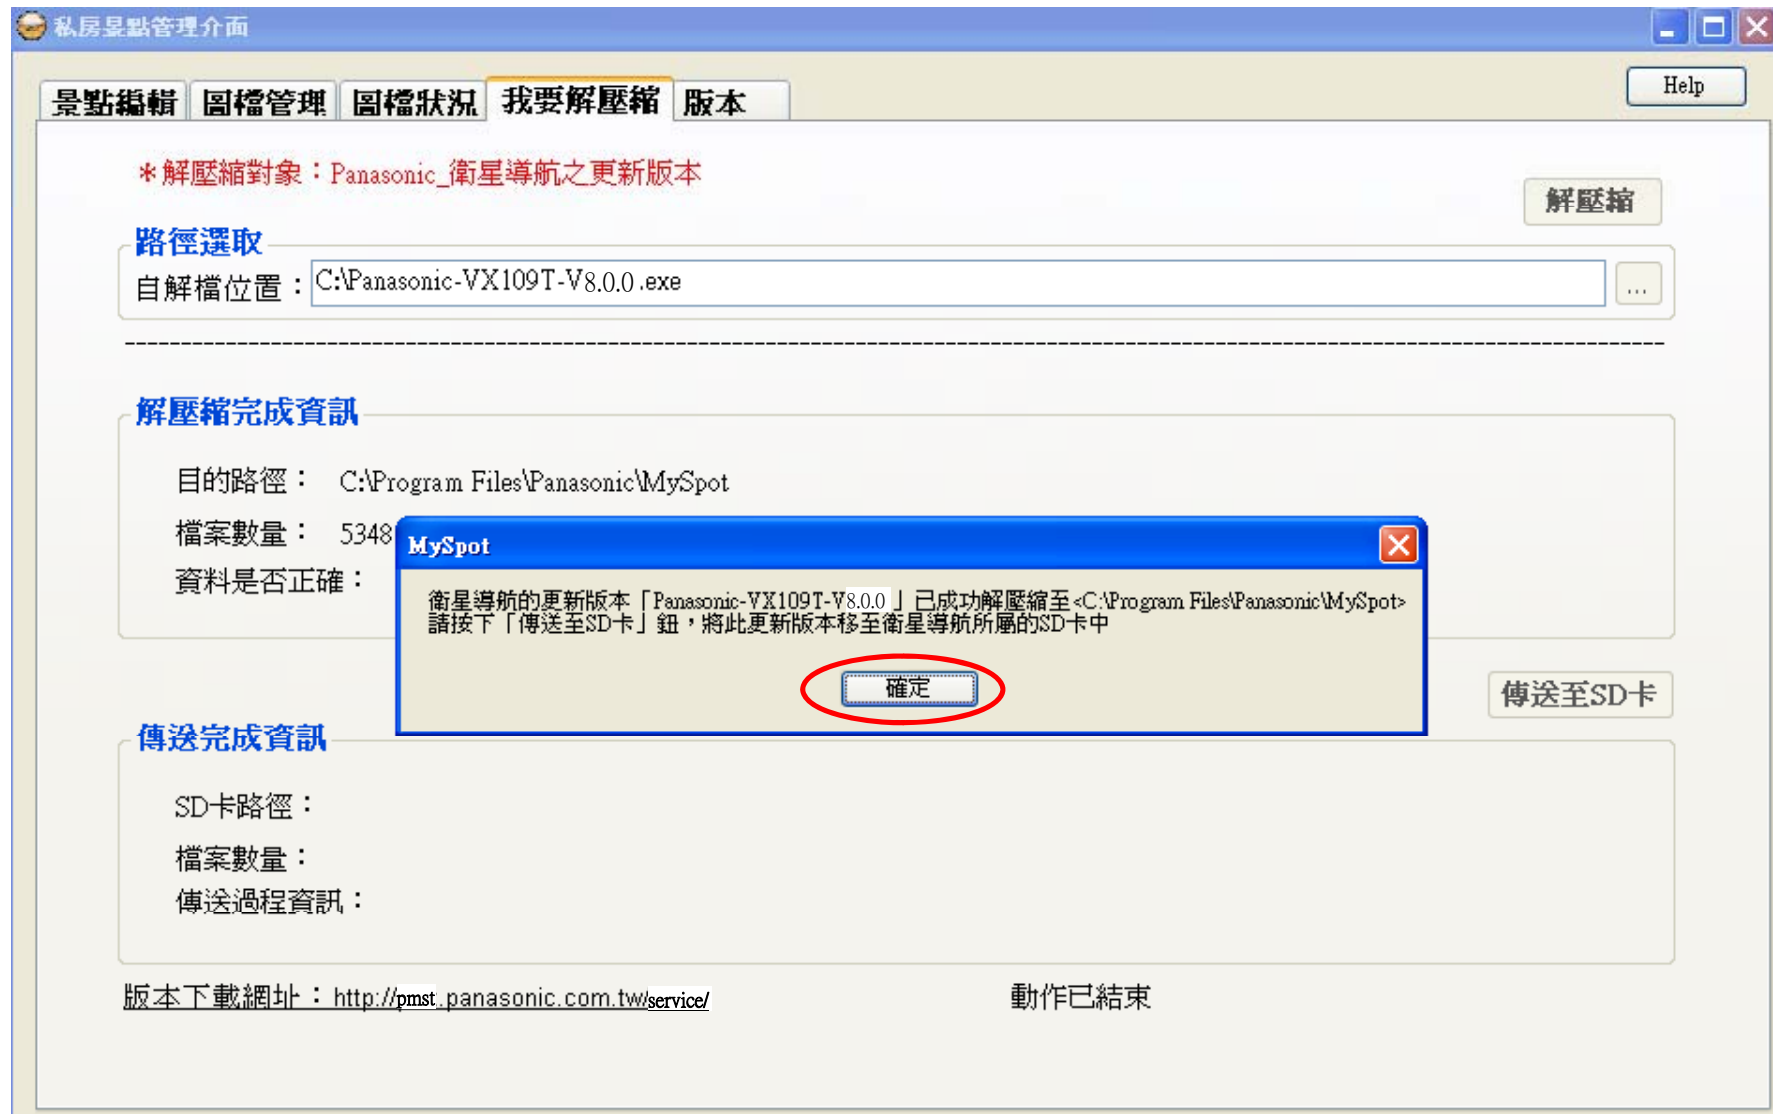 私房景點管理介面
Help
景點編輯 圖檔管理 圖檔狀況 我要解壓縮 版本
*解壓縮對象：Panasonic_衛星導航之更新版本
解壓縮
路徑選取
自解檔位置：C:\Panasonic-VX109T-V8.0.0.exe ...
解壓縮完成資訊
目的路徑： C:\Program Files\Panasonic\MySpot
檔案數量： 5348
資料是否正確：
MySpot
衛星導航的更新版本「Panasonic-VX109T-V8.0.0」已成功解壓縮至<C:\Program Files\Panasonic\MySpot>
請按下「傳送至SD卡」鈕，將此更新版本移至衛星導航所屬的SD卡中
確定
傳送至SD卡
傳送完成資訊
SD卡路徑：
檔案數量：
傳送過程資訊：
版本下載網址：http://pmst.panasonic.com.tw/service/
動作已結束